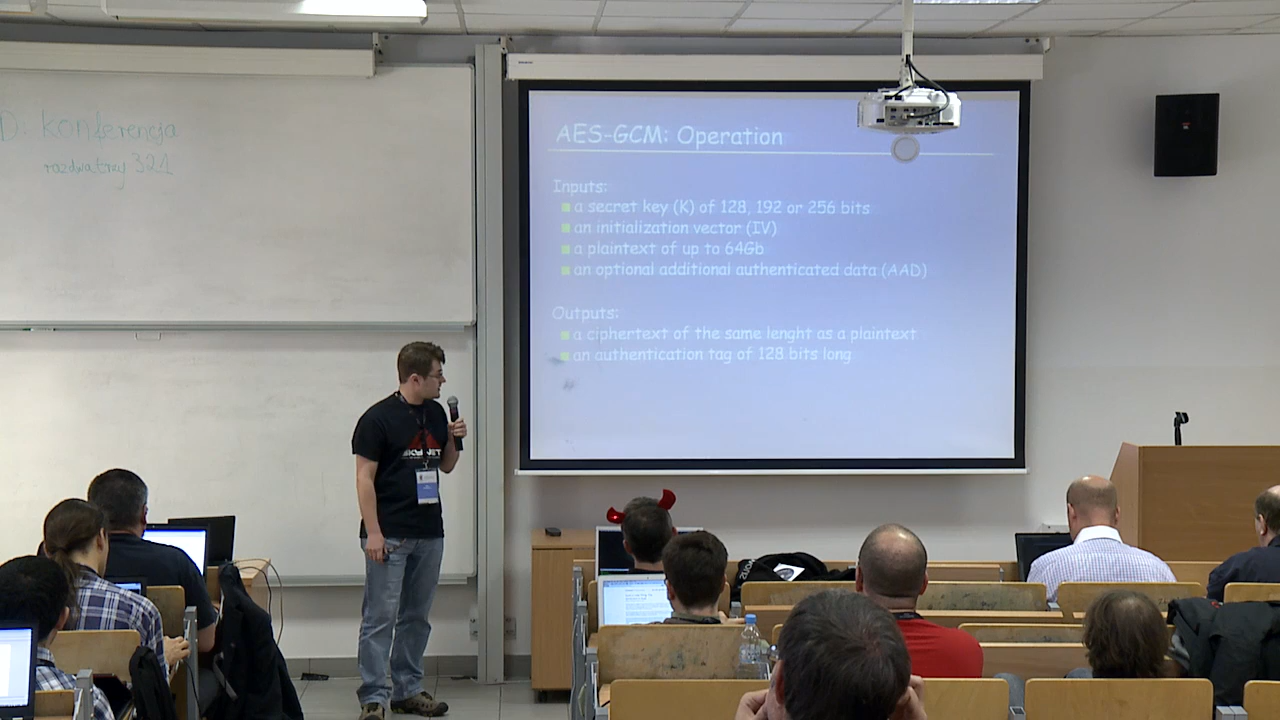 D: konferencja
razdwatrzy 321
AES-GCM: Operation
Inputs:
a secret key (K) of 128, 192 or 256 bits
an initialization vector (IV)
a plaintext of up to 64Gb
an optional additional authenticated data (AAD)
Outputs:
a ciphertext of the same lenght as a plaintext
an authentication tag of 128 bits long